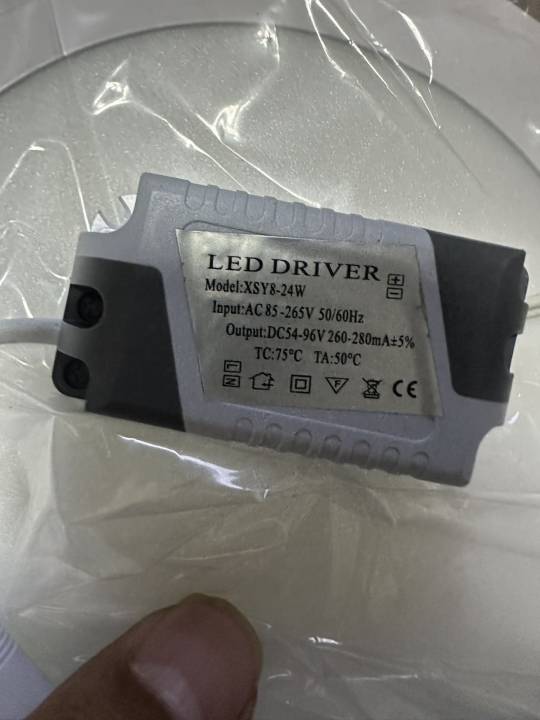 LED DRIVER
Model:XSY8-24W
Input:AC 85-265V 50/60Hz
Output:DC54-96V 260-280mA±5%
TC:75°C TA:50°C
L
N
F
CE